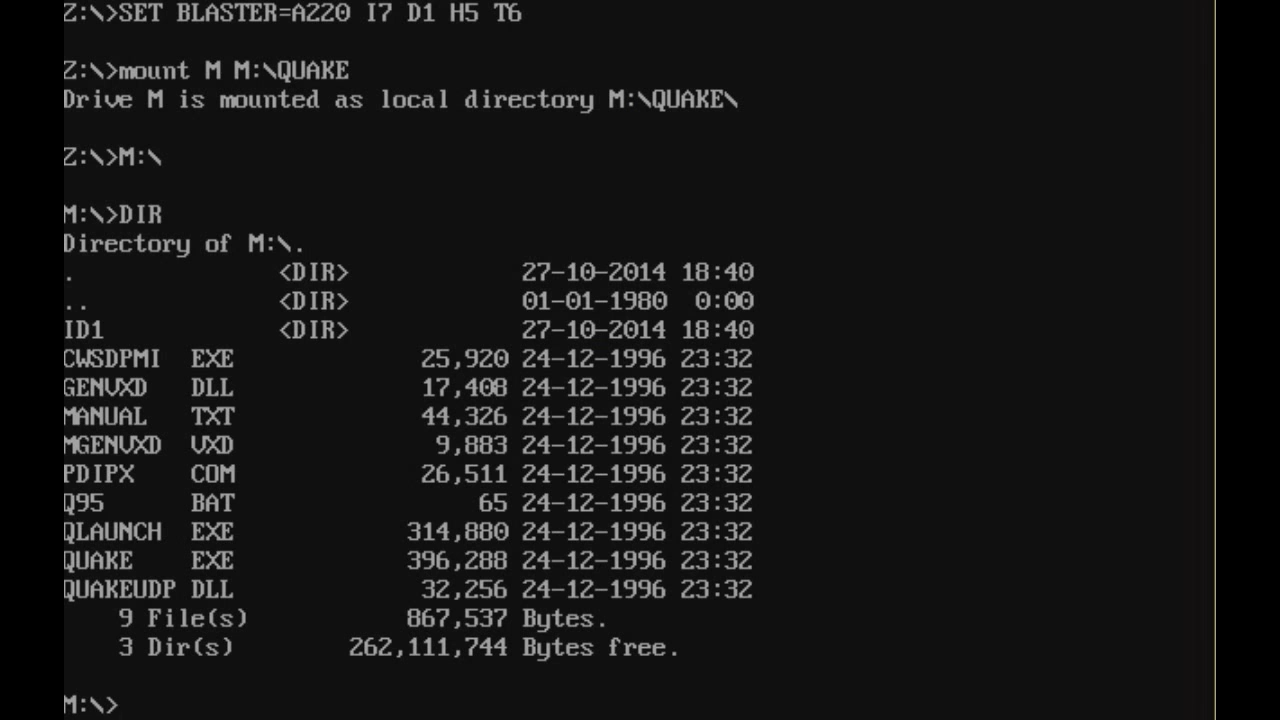 Z:\>SET BLASTER=A220 I7 D1 H5 T6
Z:\>mount M M:\QUAKE
Drive M is mounted as local directory M:\QUAKE\
Z:\>M:\
M:\>DIR
Directory of M:\.
. <DIR> 27-10-2014 18:40
.. <DIR> 01-01-1980 0:00
ID1 <DIR> 27-10-2014 18:40
CWSDPMI EXE 25,920 24-12-1996 23:32
GENVXD DLL 17,408 24-12-1996 23:32
MANUAL TXT 44,326 24-12-1996 23:32
MGENVXD VXD 9,883 24-12-1996 23:32
PDIPX COM 26,511 24-12-1996 23:32
Q95 BAT 65 24-12-1996 23:32
QLAUNCH EXE 314,880 24-12-1996 23:32
QUAKE EXE 396,288 24-12-1996 23:32
QUAKEUDP DLL 32,256 24-12-1996 23:32
9 File(s) 867,537 Bytes.
3 Dir(s) 262,111,744 Bytes free.
M:\>